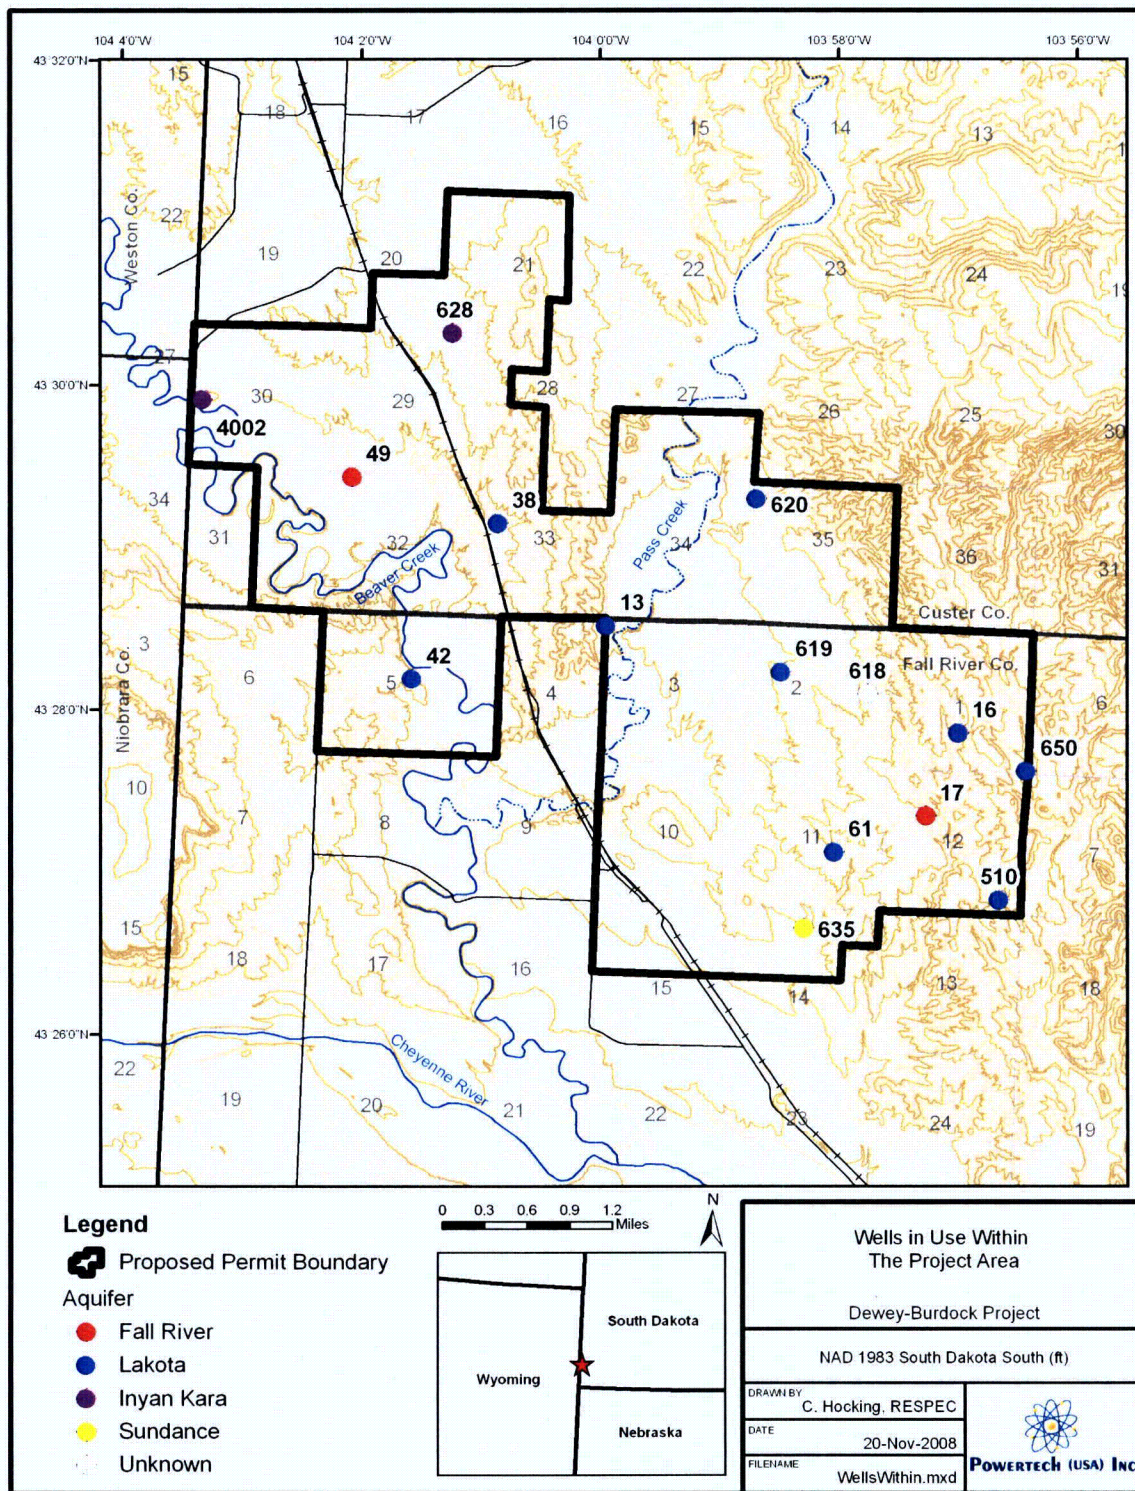 104 4'0"W 104 2'0"W 104 0'0"W 103 58'0"W 103 56'0"W
43 32'0"N
15 18 17 16 15 14 13
Weston Co.
22 19 20 21 22 23 24 19
628
27 30 29 28 27 26 25 30
43 30'0"N
4002
49
38
620
34 31 32 33 34 35 36 31
Beaver Creek
Pass Creek
13
Custer Co.
Fall River Co.
Niobrara Co.
3 6 5 4 3 2 1 6
42
619
618
16
43 28'0"N
650
17
10 7 8 9 10 11 12 7
61
510
635
15 18 17 16 15 14 13 18
43 26'0"N
Cheyenne River
22 19 20 21 22 23 24 19
Legend
Proposed Permit Boundary
Aquifer
Fall River
Lakota
Inyan Kara
Sundance
Unknown
0 0.3 0.6 0.9 1.2
Miles
N
South Dakota
Wyoming
Nebraska
Wells in Use Within
The Project Area
Dewey-Burdock Project
NAD 1983 South Dakota South (ft)
DRAWN BY
C. Hocking, RESPEC
DATE
20-Nov-2008
FILENAME
WellsWithin.mxd
POWERTECH (USA) INC